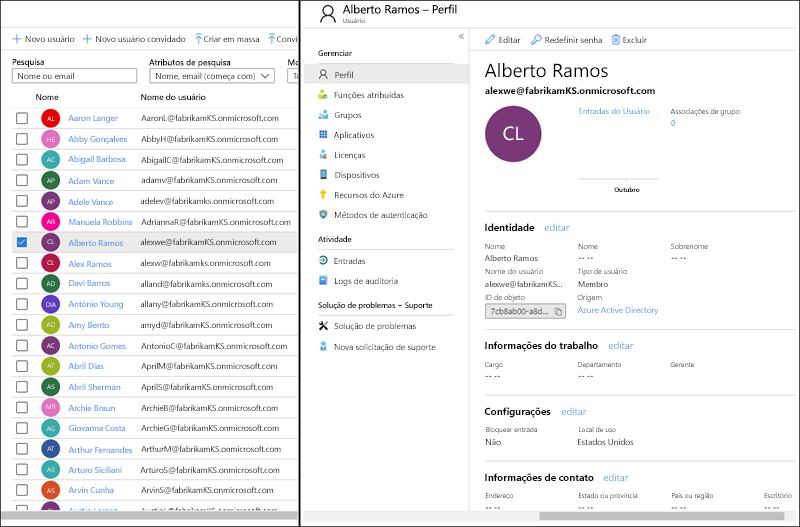 + Novo usuário + Novo usuário convidado Criar em massa
Pesquisa Atributos de pesquisa
Nome ou email Nome, email (começa com)
Nome Nome do usuário
AL Aaron Langer AaronL@fabrikamKS.onmicrosoft.com
HE Abby Gonçalves AbbyH@fabrikamKS.onmicrosoft.com
AC Abigail Barbosa AbigailC@fabrikamKS.onmicrosoft.com
AP Adam Vance adamv@fabrikamKS.onmicrosoft.com
AP Adele Vance adelev@fabrikamks.onmicrosoft.com
AR Manuela Robbins AdriannaR@fabrikamKS.onmicrosoft.com
CL Alberto Ramos alexwe@fabrikamKS.onmicrosoft.com
CL Alex Ramos alexw@fabrikamks.onmicrosoft.com
AD Davi Barros alland@fabrikamks.onmicrosoft.com
DIA Antônio Young allany@fabrikamKS.onmicrosoft.com
AD Amy Bento amyd@fabrikamKS.onmicrosoft.com
AC Antonio Gomes AntonioC@fabrikamKS.onmicrosoft.com
AT Abril Dias AprilM@fabrikamKS.onmicrosoft.com
AS Abril Sherman AprilS@fabrikamKS.onmicrosoft.com
MR Archie Braun ArchieB@fabrikamKS.onmicrosoft.com
AG Giovanna Costa ArchieG@fabrikamKS.onmicrosoft.com
AT Arthur Fernandes ArthurM@fabrikamKS.onmicrosoft.com
AS Arturo Siciliani ArturoS@fabrikamKS.onmicrosoft.com
AS Arvin Cunha ArvinS@fabrikamKS.onmicrosoft.com
Alberto Ramos – Perfil
Usuário
«
Gerenciar
Perfil
Funções atribuídas
Grupos
Aplicativos
Licenças
Dispositivos
Recursos do Azure
Métodos de autenticação
Atividade
Entradas
Logs de auditoria
Solução de problemas + Suporte
Solução de problemas
Nova solicitação de suporte
Editar Redefinir senha Excluir
Alberto Ramos
alexwe@fabrikamKS.onmicrosoft.com
CL
Entradas do Usuário Associações de grupo
0
Outubro
Identidade editar
Nome Nome Sobrenome
Alberto Ramos -- -- -- --
Nome do usuário Tipo de usuário
alexwe@fabrikamKS... Membro
ID de objeto Origem
7cb8ab00-a8d... Azure Active Directory
Informações do trabalho editar
Cargo Departamento Gerente
-- -- -- -- -- --
Configurações editar
Bloquear entrada Local de uso
Não Estados Unidos
Informações de contato editar
Endereço Estado ou província País ou região Escritório
-- -- -- -- -- -- -- --